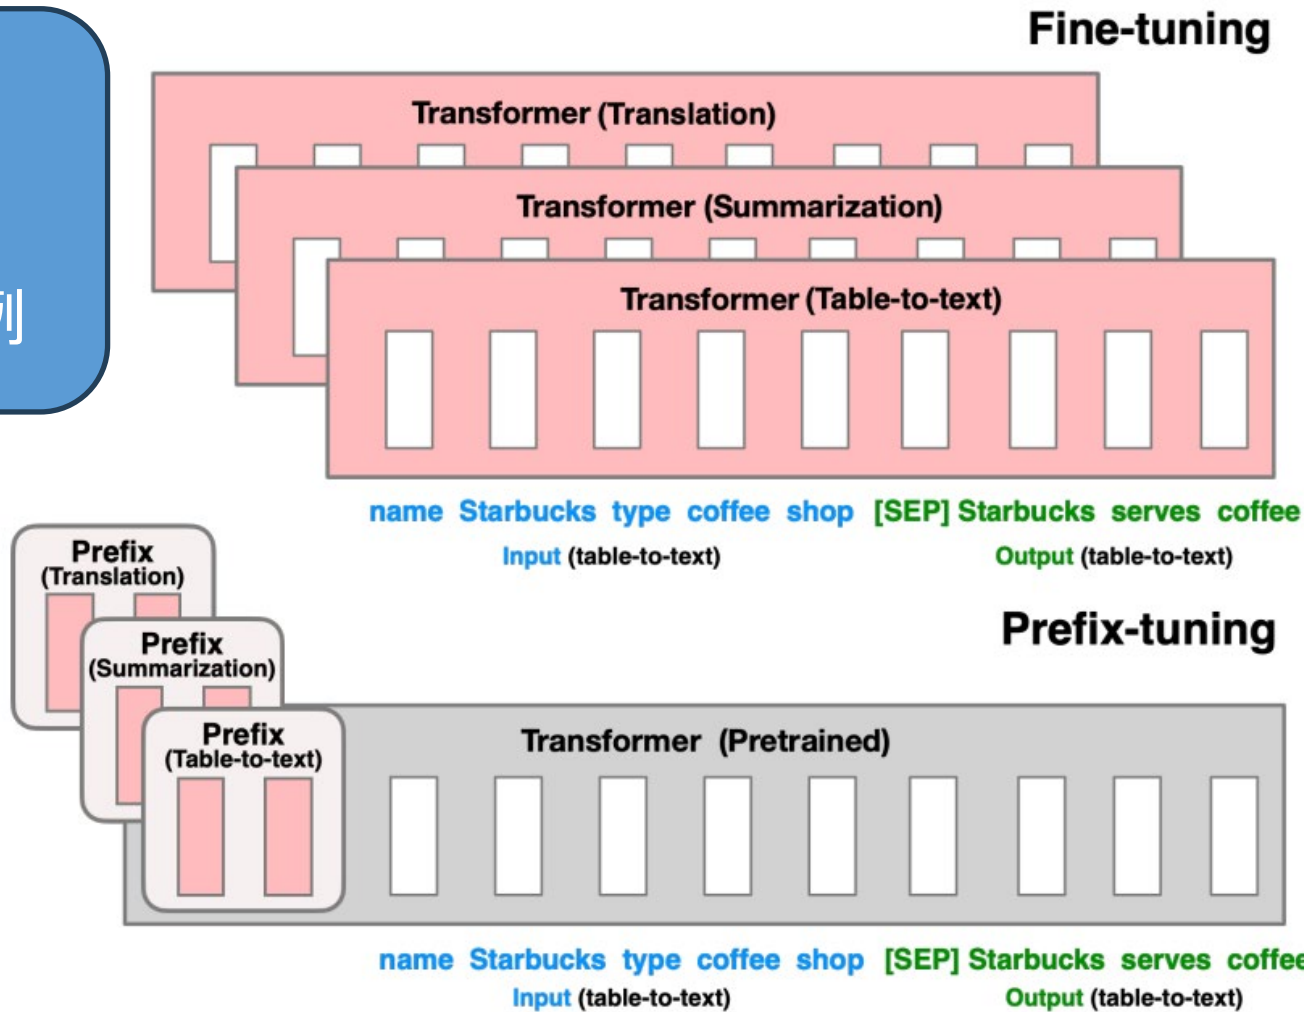 Fine-tuning
Transformer (Translation)
Transformer (Summarization)
例
Transformer (Table-to-text)
name Starbucks type coffee shop [SEP] Starbucks serves coffee
Input (table-to-text) Output (table-to-text)
Prefix
(Translation)
Prefix-tuning
Prefix
(Summarization)
Prefix
(Table-to-text)
Transformer (Pretrained)
name Starbucks type coffee shop [SEP] Starbucks serves coffee
Input (table-to-text) Output (table-to-text)